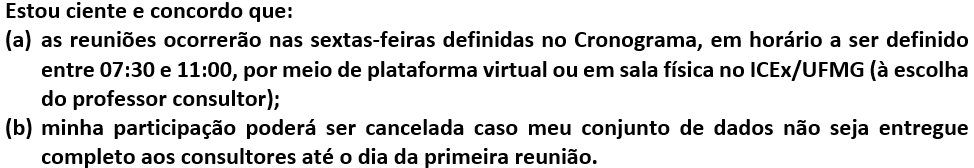 Estou ciente e concordo que:
(a) as reuniões ocorrerão nas sextas-feiras definidas no Cronograma, em horário a ser definido
entre 07:30 e 11:00, por meio de plataforma virtual ou em sala física no ICEx/UFMG (à escolha
do professor consultor);
(b) minha participação poderá ser cancelada caso meu conjunto de dados não seja entregue
completo aos consultores até o dia da primeira reunião.